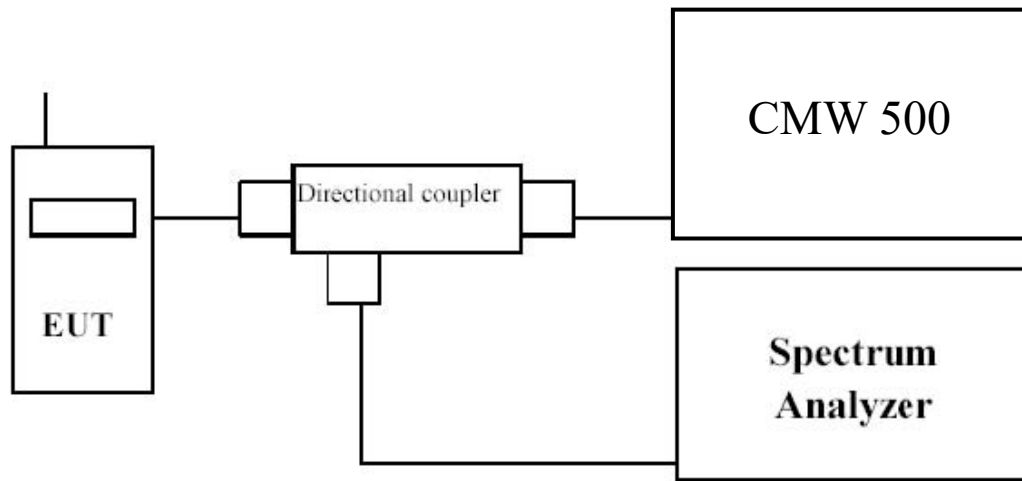 CMW 500
Directional coupler
EUT
Spectrum
Analyzer